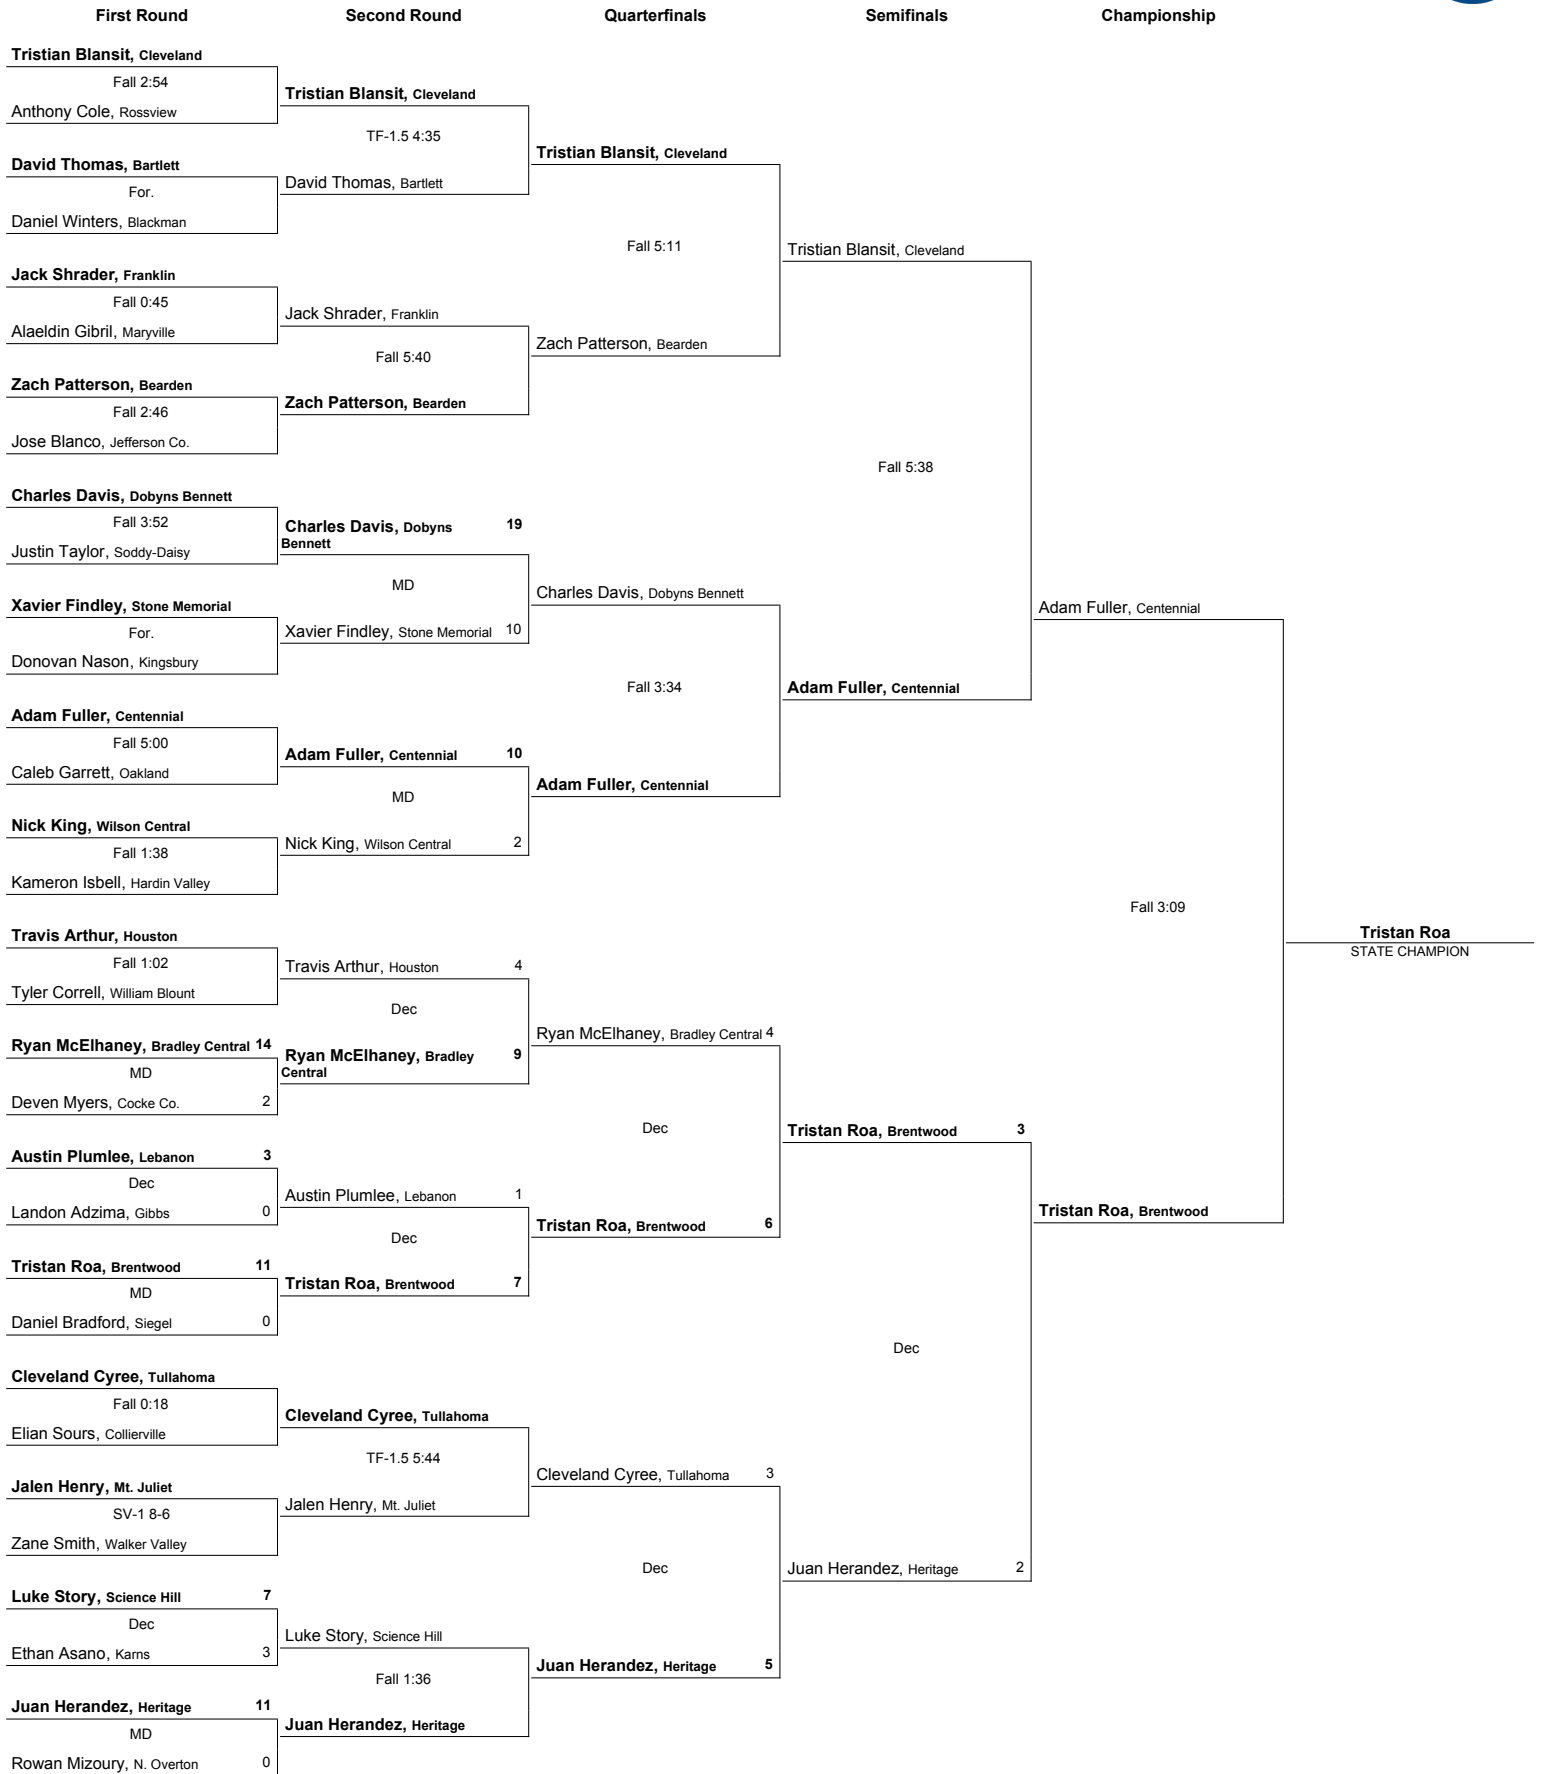 First Round
Second Round
Quarterfinals
Semifinals
Championship
Tristian Blansit, Cleveland
Fall 2:54
Anthony Cole, Rossview
David Thomas, Bartlett
For.
Daniel Winters, Blackman
Jack Shrader, Franklin
Fall 0:45
Alaeldin Gibril, Maryville
Zach Patterson, Bearden
Fall 2:46
Jose Blanco, Jefferson Co.
Charles Davis, Dobyns Bennett
Fall 3:52
Justin Taylor, Soddy-Daisy
Xavier Findley, Stone Memorial
For.
Donovan Nason, Kingsbury
Adam Fuller, Centennial
Fall 5:00
Caleb Garrett, Oakland
Nick King, Wilson Central
Fall 1:38
Kameron Isbell, Hardin Valley
Travis Arthur, Houston
Fall 1:02
Tyler Correll, William Blount
Ryan McElhaney, Bradley Central 14
MD
Deven Myers, Cocke Co. 2
Austin Plumlee, Lebanon 3
Dec
Landon Adzima, Gibbs 0
Tristan Roa, Brentwood 11
MD
Daniel Bradford, Siegel 0
Cleveland Cyree, Tullahoma
Fall 0:18
Elian Sours, Collierville
Jalen Henry, Mt. Juliet
SV-1 8-6
Zane Smith, Walker Valley
Luke Story, Science Hill 7
Dec
Ethan Asano, Karns 3
Juan Herandez, Heritage 11
MD
Rowan Mizoury, N. Overton 0
Tristian Blansit, Cleveland
TF-1.5 4:35
David Thomas, Bartlett
Jack Shrader, Franklin
Fall 5:40
Zach Patterson, Bearden
Charles Davis, Dobyns 19
Bennett
MD
Xavier Findley, Stone Memorial 10
Adam Fuller, Centennial 10
MD
Nick King, Wilson Central 2
Travis Arthur, Houston 4
Dec
Ryan McElhaney, Bradley 9
Central
Austin Plumlee, Lebanon 1
Dec
Tristan Roa, Brentwood 7
Cleveland Cyree, Tullahoma
TF-1.5 5:44
Jalen Henry, Mt. Juliet
Luke Story, Science Hill
Fall 1:36
Juan Herandez, Heritage
Tristian Blansit, Cleveland
Fall 5:11
Zach Patterson, Bearden
Charles Davis, Dobyns Bennett
Fall 3:34
Adam Fuller, Centennial
Ryan McElhaney, Bradley Central 4
Dec
Tristan Roa, Brentwood 6
Cleveland Cyree, Tullahoma 3
Dec
Juan Herandez, Heritage 5
Tristian Blansit, Cleveland
Fall 5:38
Adam Fuller, Centennial
Tristan Roa, Brentwood 3
Dec
Juan Herandez, Heritage 2
Adam Fuller, Centennial
Fall 3:09
Tristan Roa, Brentwood
Tristan Roa
STATE CHAMPION